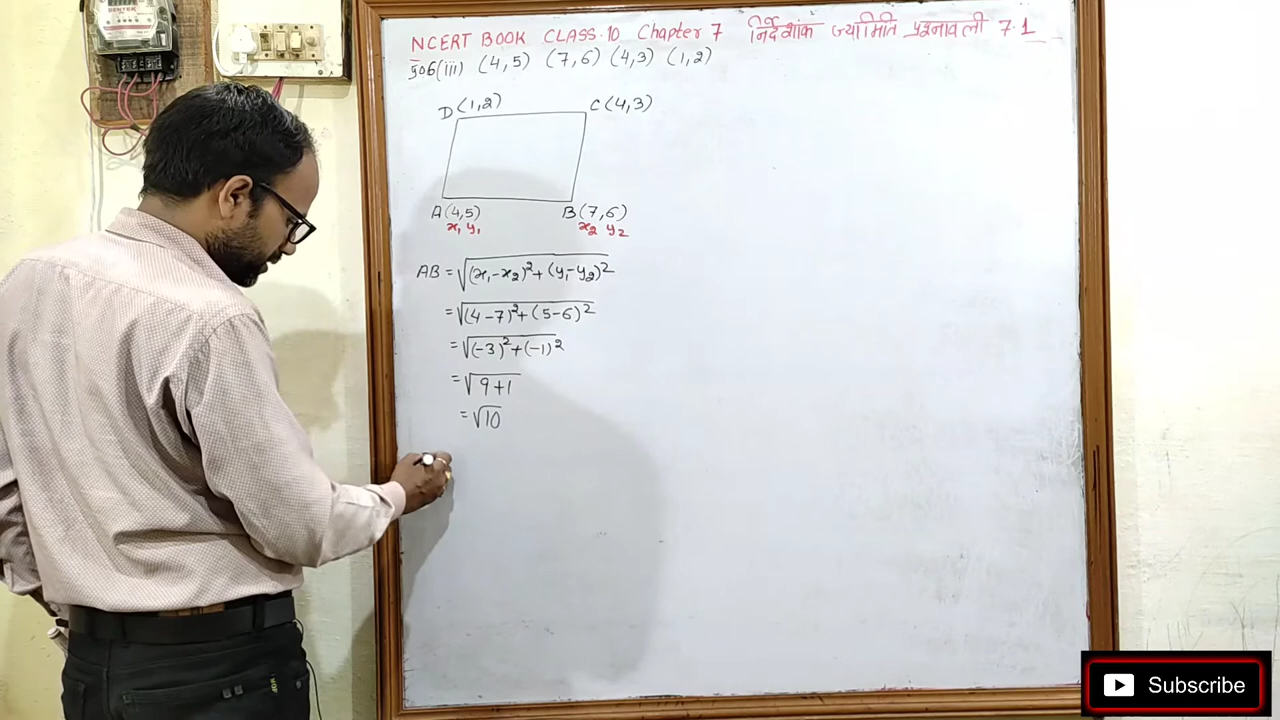 NCERT BOOK CLASS.10 Chapter 7 निर्देशांक ज्यामिति प्रश्नावली 7.1
प्र०6(iii) (4,5) (7,6) (4,3) (1,2)
D(1,2) C(4,3)
A(4,5) B(7,6)
x₁ y₁ x₂ y₂
AB = √(x₁-x₂)²+(y₁-y₂)²
= √(4-7)²+(5-6)²
= √(-3)²+(-1)²
= √9+1
= √10
Subscribe